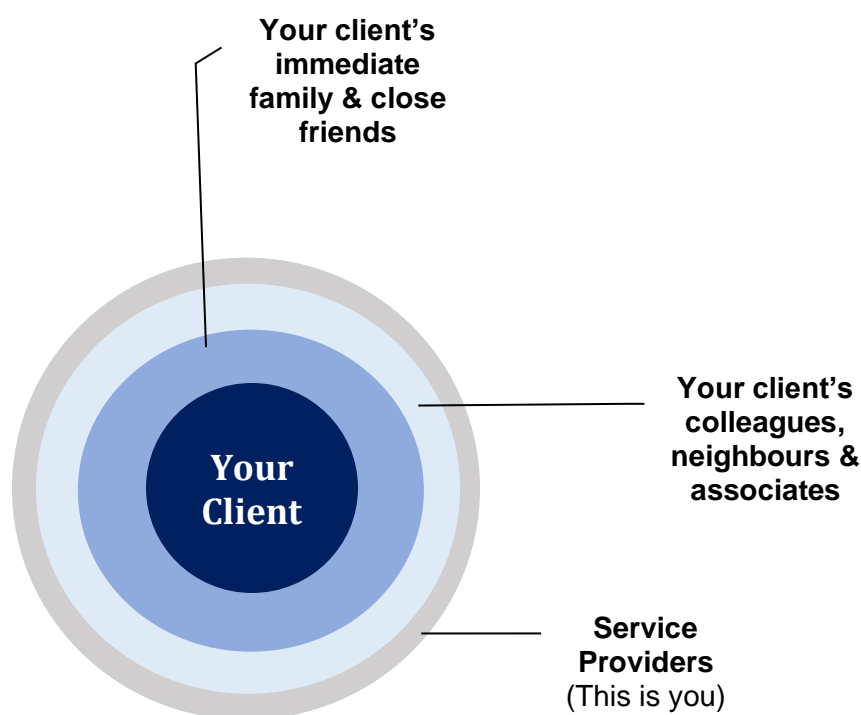 Your client’s
immediate
family & close
friends
Your client’s
colleagues,
neighbours &
associates
Your
Client
Service
Providers
(This is you)